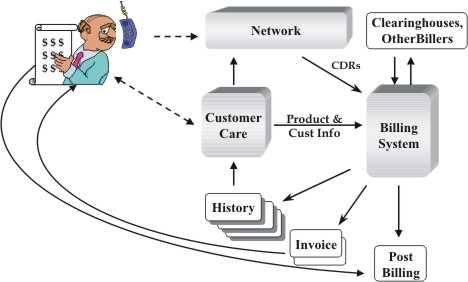 $ $ $
$ $ $
$ $ $
Network
Clearinghouses,
OtherBillers
CDRs
Customer
Care
Product &
Cust Info
Billing
System
History
Invoice
Post
Billing